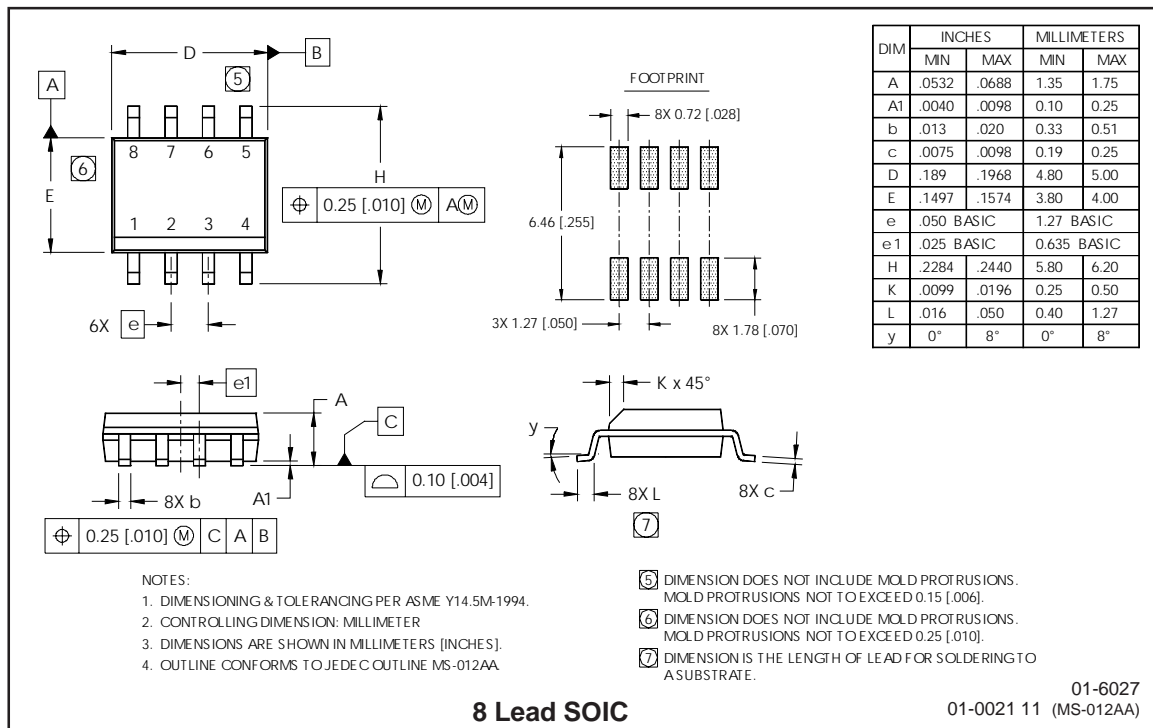 D
B
5
A
8 7 6 5
6
E
H
⌖ 0.25 [.010] Ⓜ AⓂ
1 2 3 4
6X e
FOOTPRINT
8X 0.72 [.028]
6.46 [.255]
3X 1.27 [.050]
8X 1.78 [.070]
DIM INCHES MILLIMETERS
MIN MAX MIN MAX
A .0532 .0688 1.35 1.75
A1 .0040 .0098 0.10 0.25
b .013 .020 0.33 0.51
c .0075 .0098 0.19 0.25
D .189 .1968 4.80 5.00
E .1497 .1574 3.80 4.00
e .050 BASIC 1.27 BASIC
e1 .025 BASIC 0.635 BASIC
H .2284 .2440 5.80 6.20
K .0099 .0196 0.25 0.50
L .016 .050 0.40 1.27
y 0° 8° 0° 8°
e1
A
C
⌓ 0.10 [.004]
8X b
A1
⌖ 0.25 [.010] Ⓜ C A B
K x 45°
y
8X L
8X c
7
NOTES:
1. DIMENSIONING & TOLERANCING PER ASME Y14.5M-1994.
2. CONTROLLING DIMENSION: MILLIMETER
3. DIMENSIONS ARE SHOWN IN MILLIMETERS [INCHES].
4. OUTLINE CONFORMS TO JEDEC OUTLINE MS-012AA.
5 DIMENSION DOES NOT INCLUDE MOLD PROTRUSIONS.
MOLD PROTRUSIONS NOT TO EXCEED 0.15 [.006].
6 DIMENSION DOES NOT INCLUDE MOLD PROTRUSIONS.
MOLD PROTRUSIONS NOT TO EXCEED 0.25 [.010].
7 DIMENSION IS THE LENGTH OF LEAD FOR SOLDERING TO
A SUBSTRATE.
8 Lead SOIC
01-6027
01-0021 11 (MS-012AA)